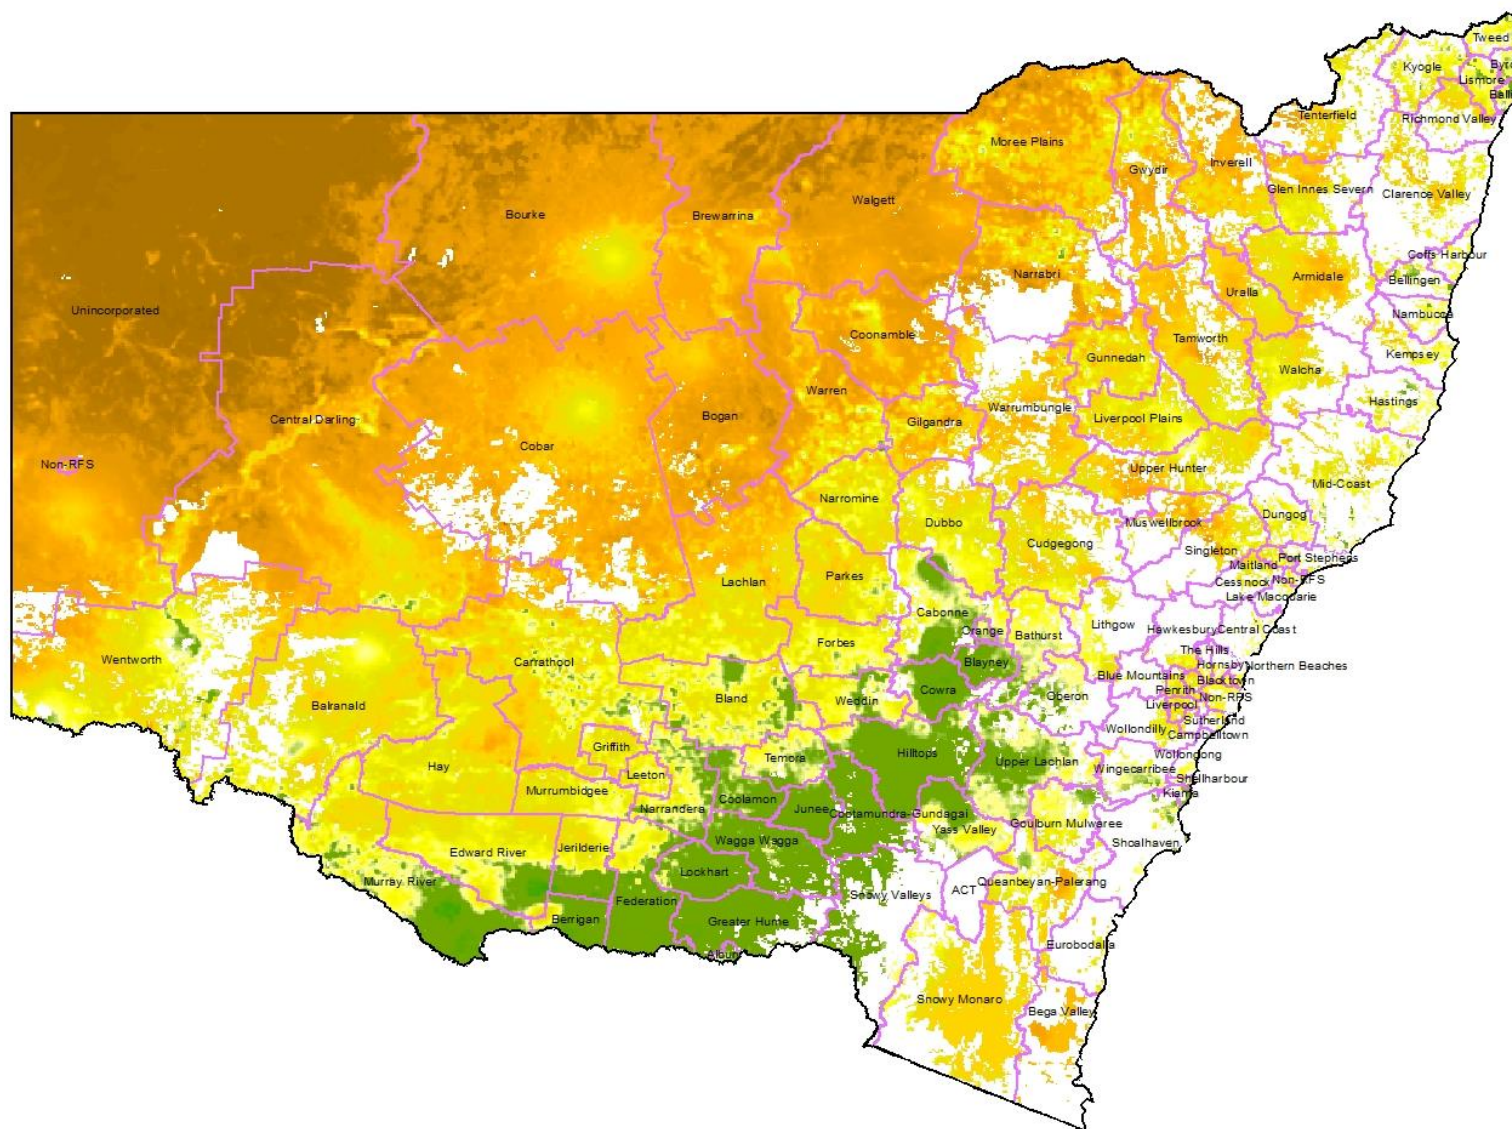 Tweed
Kyogle
Lismore
Richmond Valley
Tenterfield
Moree Plains
Gwydir
Inverell
Glen Innes Severn
Clarence Valley
Bourke
Brewarrina
Walgett
Coffs Harbour
Bellingen
Narrabri
Armidale
Uralla
Unincorporated
Nambucca
Coonamble
Tamworth
Kempsey
Gunnedah
Walcha
Warren
Hastings
Central Darling
Bogan
Warrumbungle
Liverpool Plains
Gilgandra
Cobar
Non-RFS
Upper Hunter
Mid-Coast
Narromine
Dubbo
Muswellbrook
Dungog
Cudgegong
Singleton
Port Stephens
Maitland
Lachlan
Parkes
Cessnock
Non-RFS
Lake Macquarie
Cabonne
Lithgow
Orange
Bathurst
Hawkesbury
Central Coast
Forbes
The Hills
Wentworth
Carrathool
Blayney
Hornsby
Northern Beaches
Blue Mountains
Blacktown
Cowra
Penrith
Bland
Weddin
Oberon
Non-RFS
Liverpool
Balranald
Sutherland
Wollondilly
Campbelltown
Griffith
Hilltops
Wollongong
Temora
Upper Lachlan
Hay
Leeton
Wingecarribee
Shellharbour
Murrumbidgee
Kiama
Coolamon
Narrandera
Junee
Cootamundra-Gundagai
Yass Valley
Goulburn Mulwaree
Wagga Wagga
Shoalhaven
Jerilderie
Edward River
Lockhart
Murray River
Queanbeyan-Palerang
ACT
Snowy Valleys
Federation
Berrigan
Greater Hume
Eurobodalla
Snowy Monaro
Bega Valley